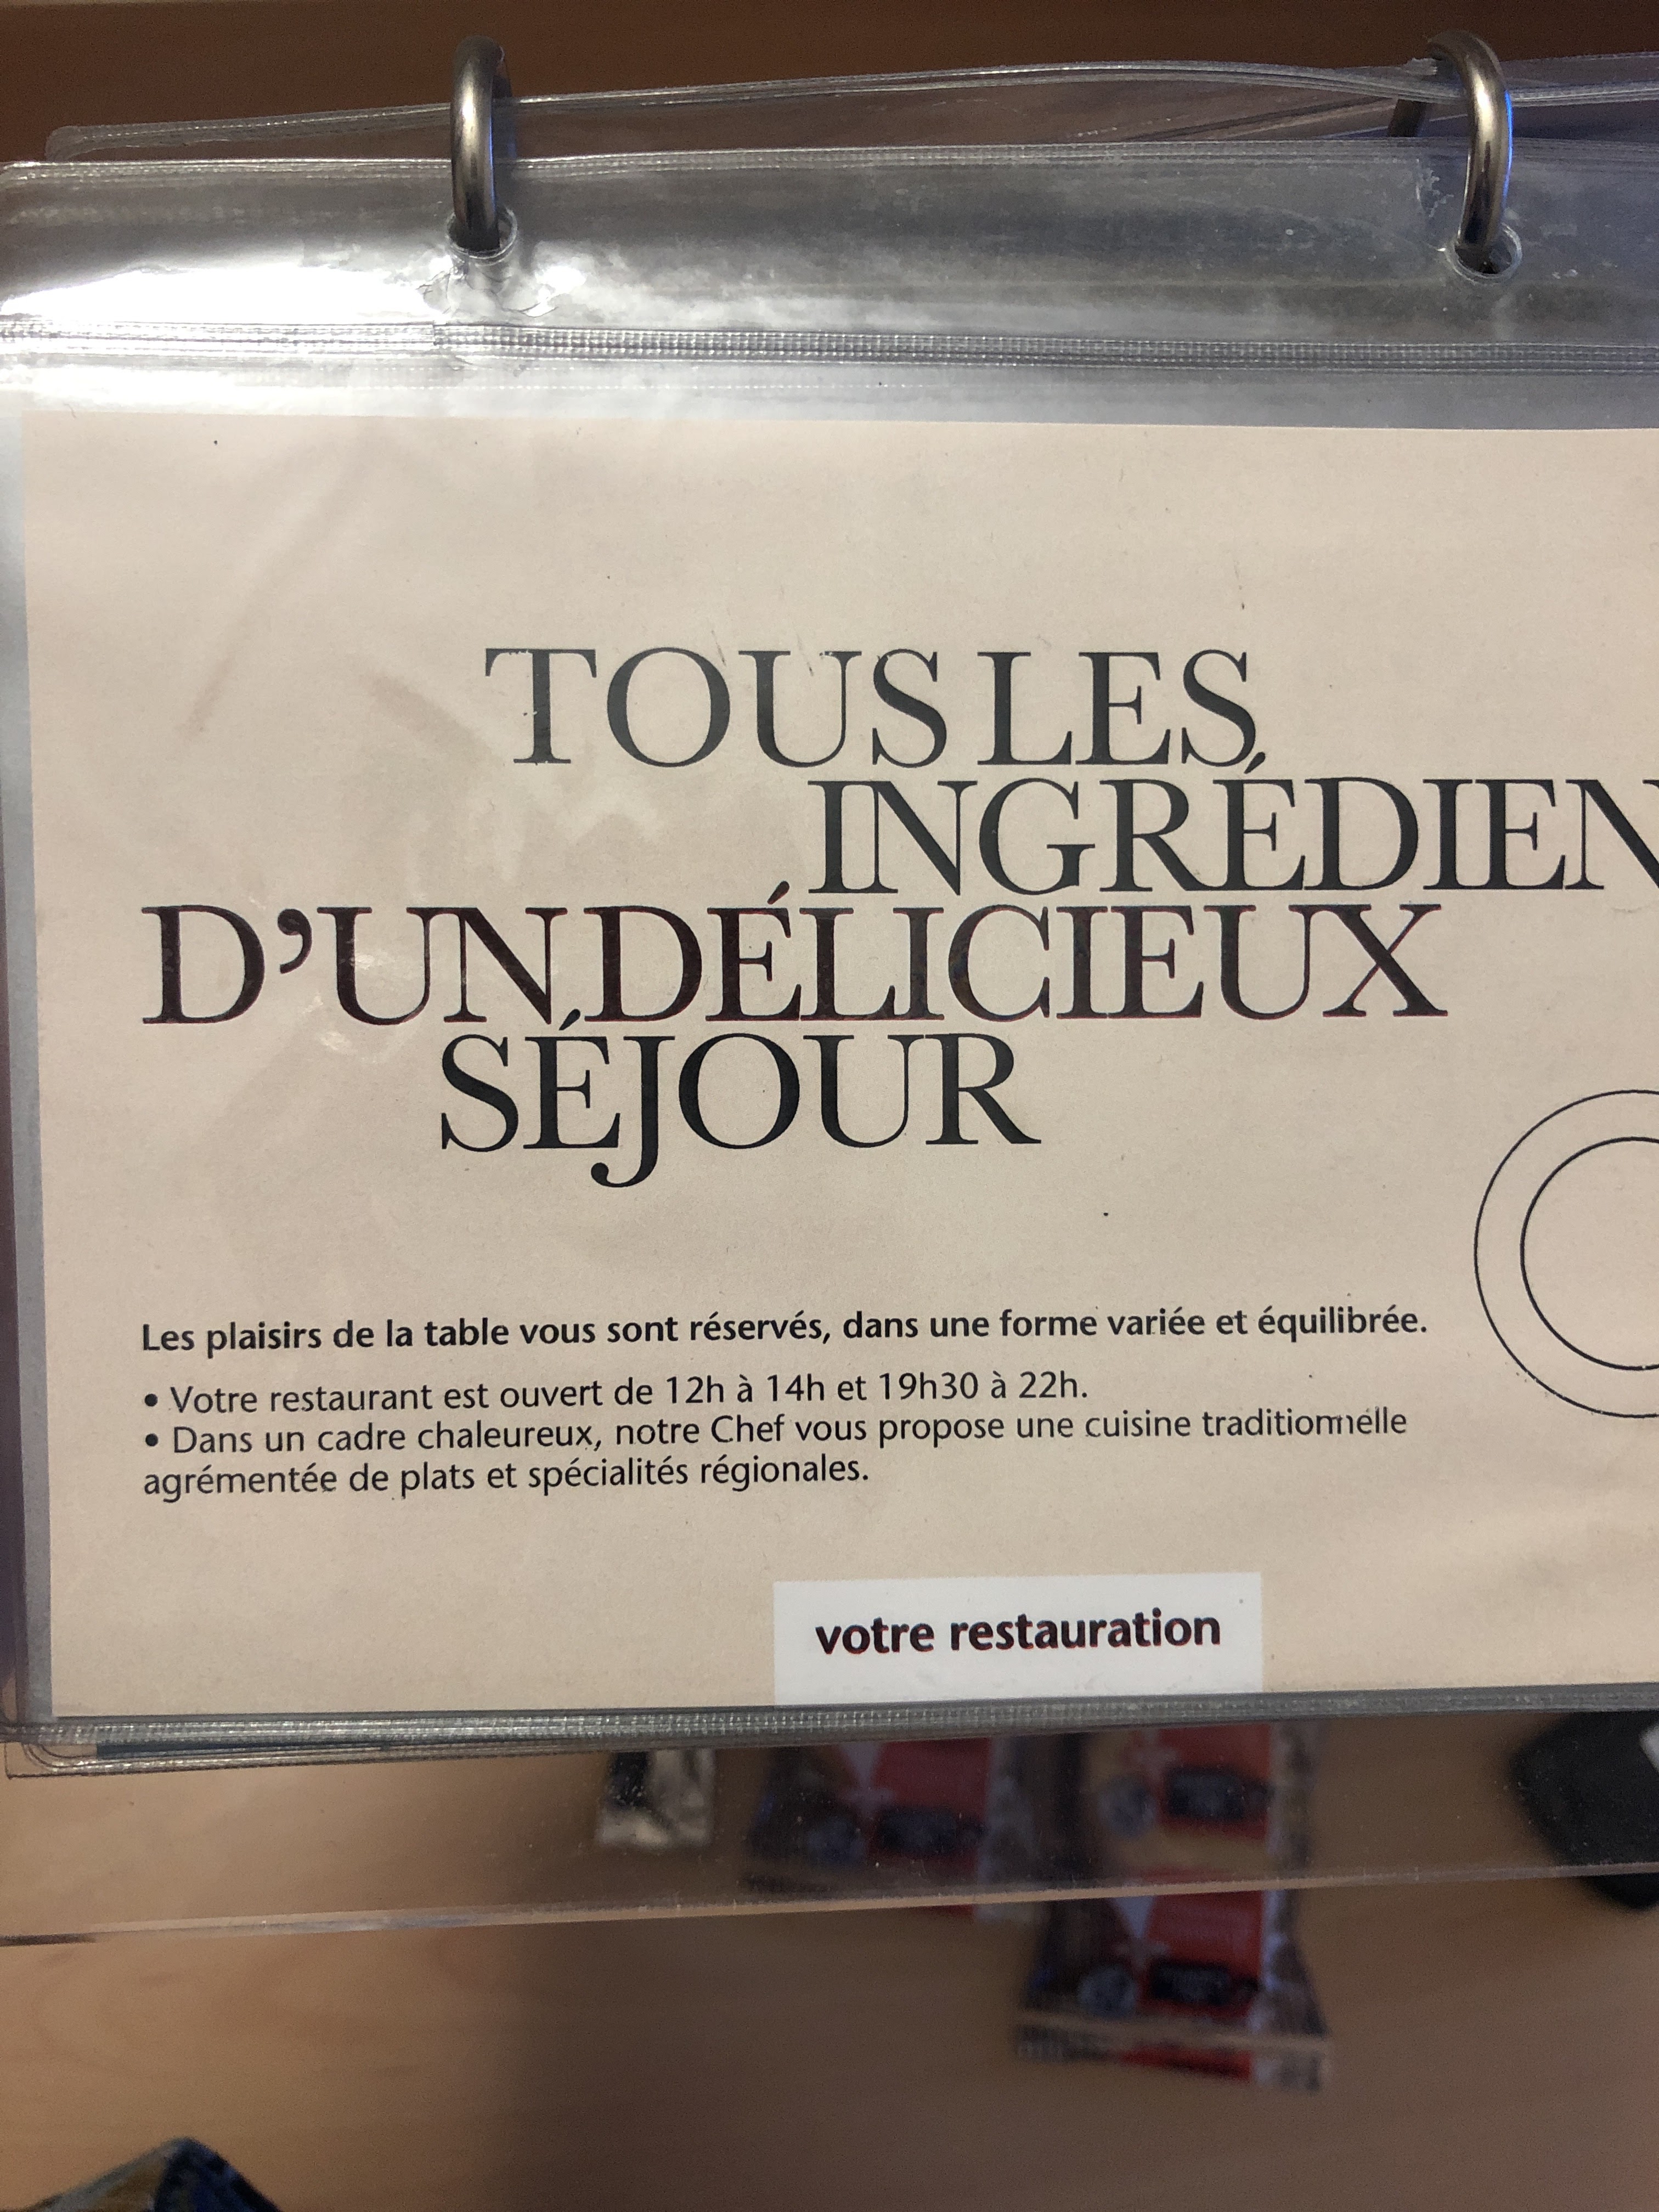 TOUS LES
INGRÉDIEN
D'UN DÉLICIEUX
SÉJOUR
Les plaisirs de la table vous sont réservés, dans une forme variée et équilibrée.
• Votre restaurant est ouvert de 12h à 14h et 19h30 à 22h.
• Dans un cadre chaleureux, notre Chef vous propose une cuisine traditionnelle
agrémentée de plats et spécialités régionales.
votre restauration